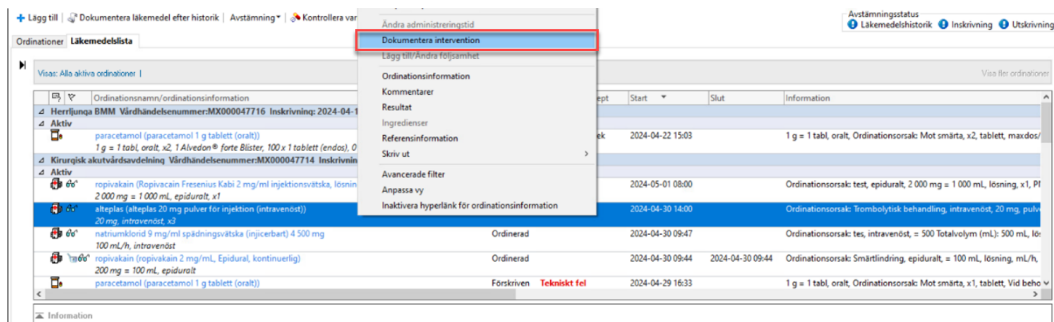 Lägg till | Dokumentera läkemedel efter historik | Avstämning | Kontrollera var
Avstämningsstatus
Läkemedelshistorik Inskrivning Utskrivning
Ordinationer Läkemedelslista
Visar: Alla aktiva ordinationer |
Visa fler ordinationer
Ändra administreringstid
Dokumentera intervention
Lägg till/Ändra följsamhet
Ordinationsinformation
Kommentarer
Resultat
Ingredienser
Referensinformation
Skriv ut
Avancerade filter
Anpassa vy
Inaktivera hyperlänk för ordinationsinformation
Ordinationsnamn/ordinationsinformation ept Start Slut Information
Herrljunga BMM Vårdhändelsenummer:MX000047716 Inskrivning: 2024-04-1
Aktiv
paracetamol (paracetamol 1 g tablett (oralt)) ek 2024-04-22 15:03 1 g = 1 tabl, oralt, Ordinationsorsak: Mot smärta, x2, tablett, maxdos/
1 g = 1 tabl, oralt, x2, 1 Alvedon® forte Blister, 100 x 1 tablett (endos), 0
Kirurgisk akutvårdsavdelning Vårdhändelsenummer:MX000047714 Inskrivnin
Aktiv
ropivakain (Ropivacain Fresenius Kabi 2 mg/ml injektionsvätska, lösnin 2024-05-01 08:00 Ordinationsorsak: test, epiduralt, 2 000 mg = 1 000 mL, lösning, x1, Pl
2 000 mg = 1 000 mL, epiduralt, x1
alteplas (alteplas 20 mg pulver för injektion (intravenöst)) 2024-04-30 14:00 Ordinationsorsak: Trombolytisk behandling, intravenöst, 20 mg, pulv
20 mg, intravenöst, x3
natriumklorid 9 mg/ml spädningsvätska (injicerbart) 4 500 mg Ordinerad 2024-04-30 09:47 Ordinationsorsak: tes, intravenöst, = 500 Totalvolym (mL): 500 mL, lö
100 mL/h, intravenöst
ropivakain (ropivakain 2 mg/mL, Epidural, kontinuerlig) Ordinerad 2024-04-30 09:44 2024-04-30 09:44 Ordinationsorsak: Smärtlindring, epiduralt, = 100 mL, lösning, mL/h,
200 mg = 100 mL, epiduralt
paracetamol (paracetamol 1 g tablett (oralt)) Förskriven Tekniskt fel 2024-04-29 16:33 1 g = 1 tabl, oralt, Ordinationsorsak: Mot smärta, x1, tablett, Vid beho
Information